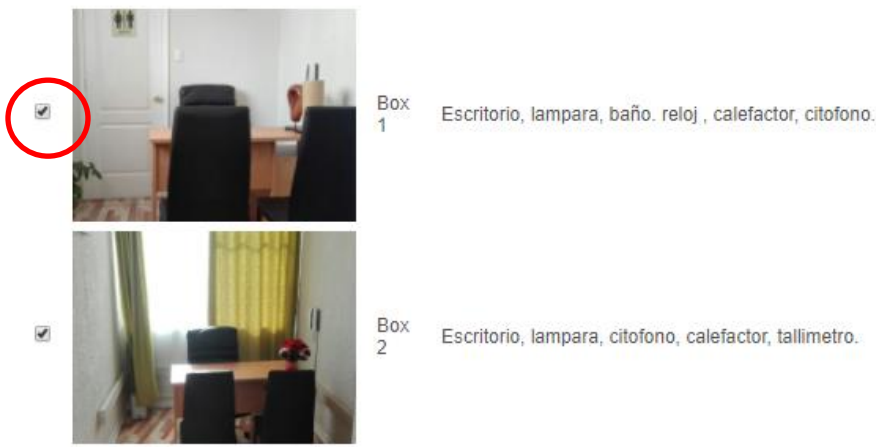 Box
1
Escritorio, lampara, baño. reloj , calefactor, citofono.
Box
2
Escritorio, lampara, citofono, calefactor, tallimetro.